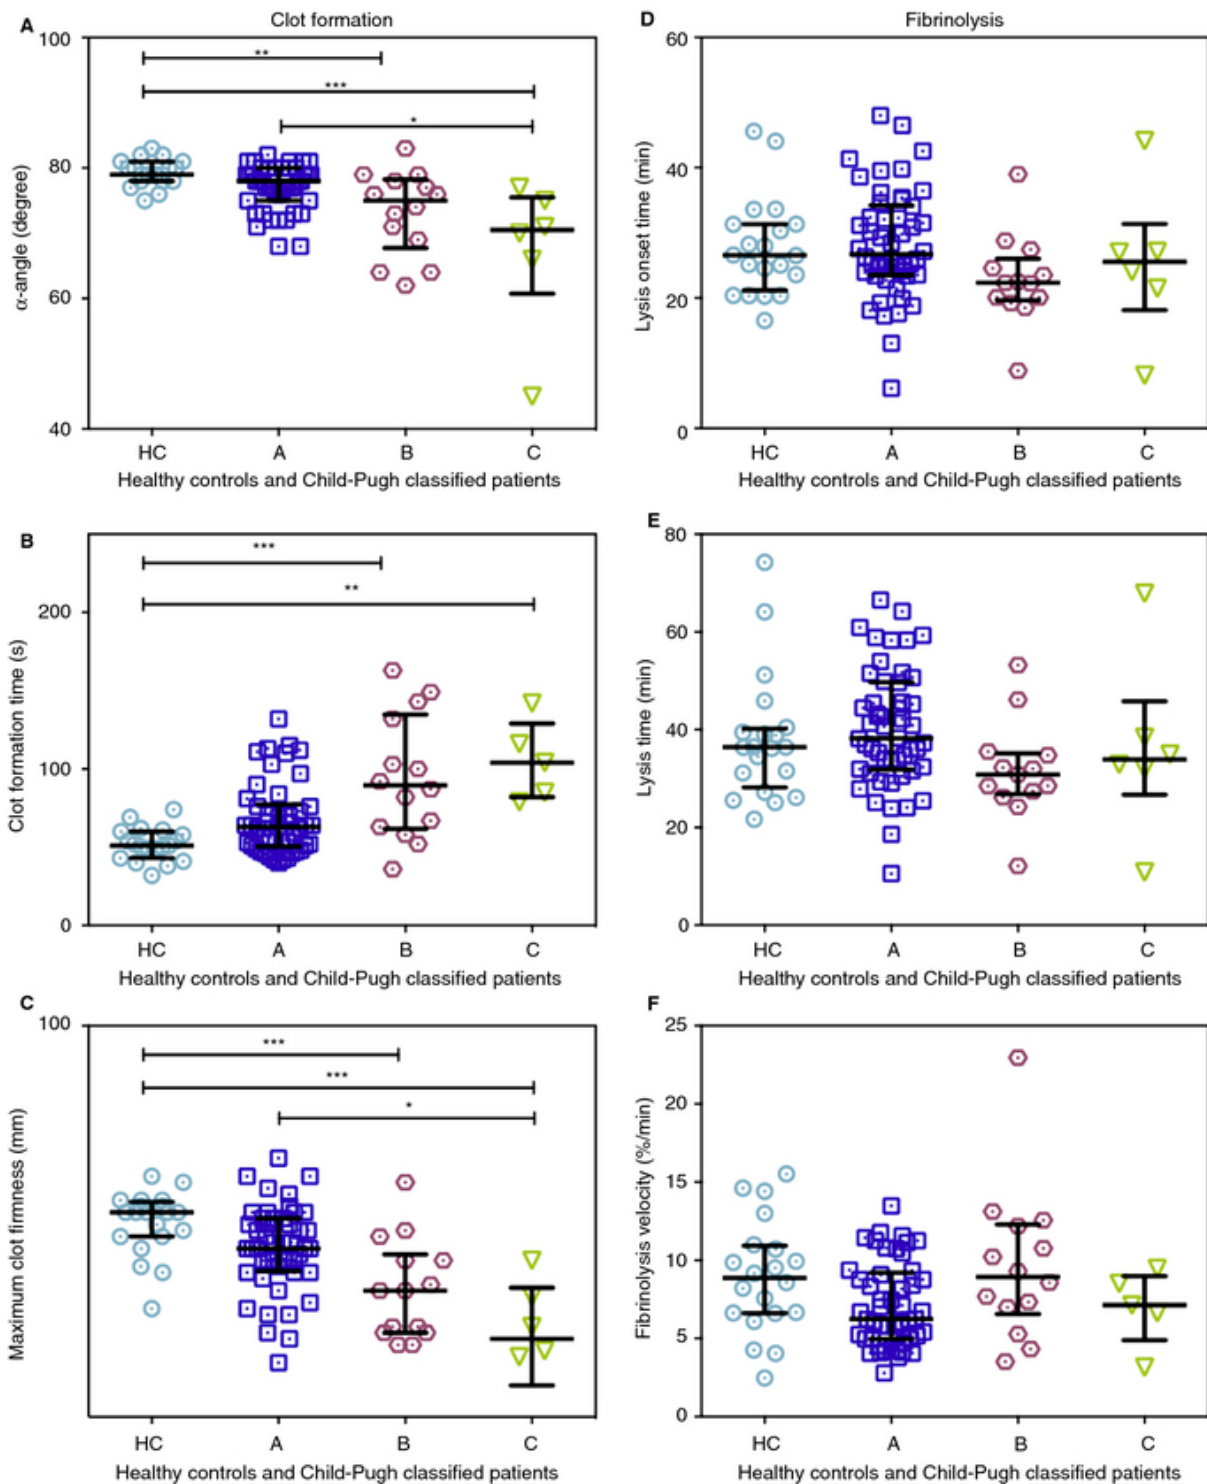 A
Clot formation
100
**
***
*
80
60
40
α-angle (degree)
HC A B C
Healthy controls and Child-Pugh classified patients
D
Fibrinolysis
60
40
20
0
Lysis onset time (min)
HC A B C
Healthy controls and Child-Pugh classified patients
B
***
**
200
100
0
Clot formation time (s)
HC A B C
Healthy controls and Child-Pugh classified patients
E
80
60
40
20
0
Lysis time (min)
HC A B C
Healthy controls and Child-Pugh classified patients
C
100
***
***
*
Maximum clot firmness (mm)
HC A B C
Healthy controls and Child-Pugh classified patients
F
25
20
15
10
5
0
Fibrinolysis velocity (%/min)
HC A B C
Healthy controls and Child-Pugh classified patients